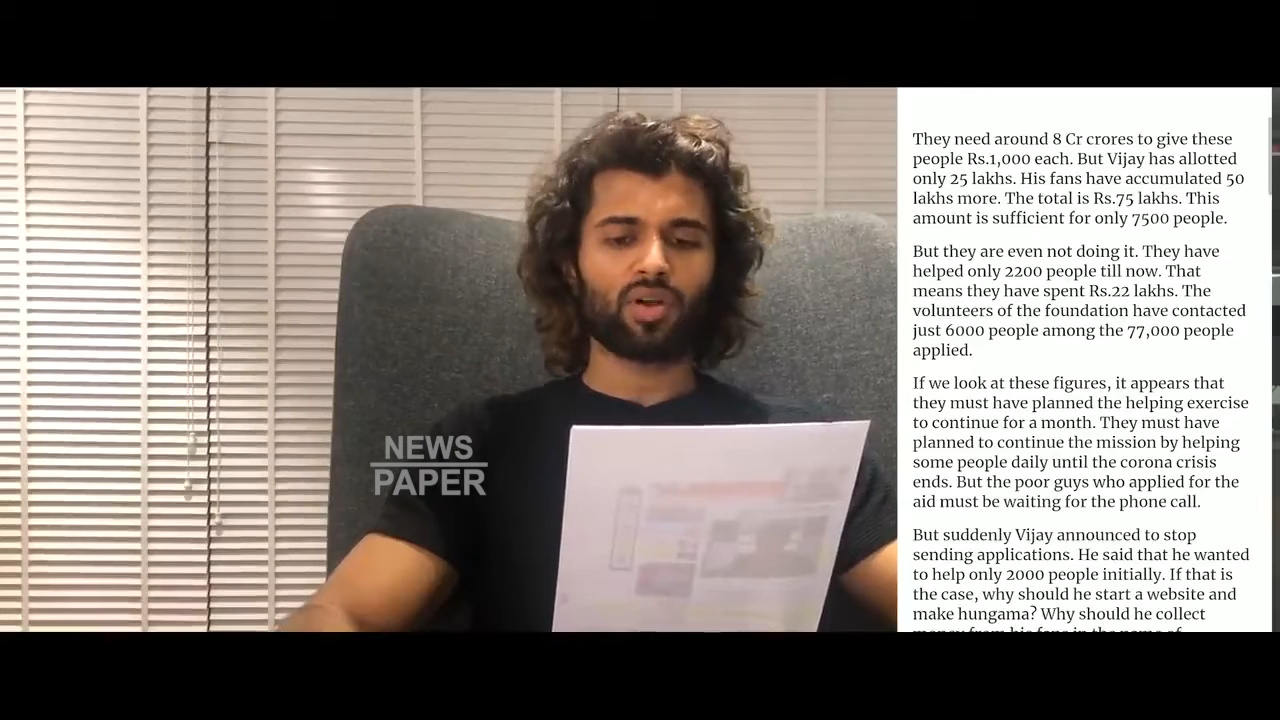 NEWS
PAPER
They need around 8 Cr crores to give these
people Rs.1,000 each. But Vijay has allotted
only 25 lakhs. His fans have accumulated 50
lakhs more. The total is Rs.75 lakhs. This
amount is sufficient for only 7500 people.
But they are even not doing it. They have
helped only 2200 people till now. That
means they have spent Rs.22 lakhs. The
volunteers of the foundation have contacted
just 6000 people among the 77,000 people
applied.
If we look at these figures, it appears that
they must have planned the helping exercise
to continue for a month. They must have
planned to continue the mission by helping
some people daily until the corona crisis
ends. But the poor guys who applied for the
aid must be waiting for the phone call.
But suddenly Vijay announced to stop
sending applications. He said that he wanted
to help only 2000 people initially. If that is
the case, why should he start a website and
make hungama? Why should he collect
money from his fans in the name of